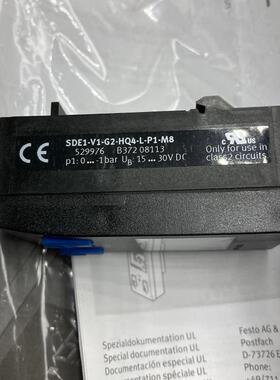 CE
SDE1-V1-G2-HQ4-L-P1-M8
529976 B372 08113
p1: 0 ... -1bar UB: 15 ... 30V DC
c US
Only for use in
class2 circuits
Spezialdokumentation UL
Special documentation UL
Documentación especial UL
Documentation spéciale UL
Festo AG &
Postfach
D-73726 E
Phone: